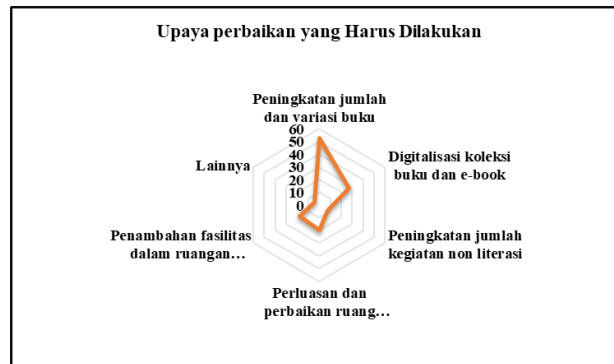 Upaya perbaikan yang Harus Dilakukan
Peningkatan jumlah
dan variasi buku
60
50
40
30
20
10
0
Digitalisasi koleksi
buku dan e-book
Peningkatan jumlah
kegiatan non literasi
Perluasan dan
perbaikan ruang…
Penambahan fasilitas
dalam ruangan…
Lainnya